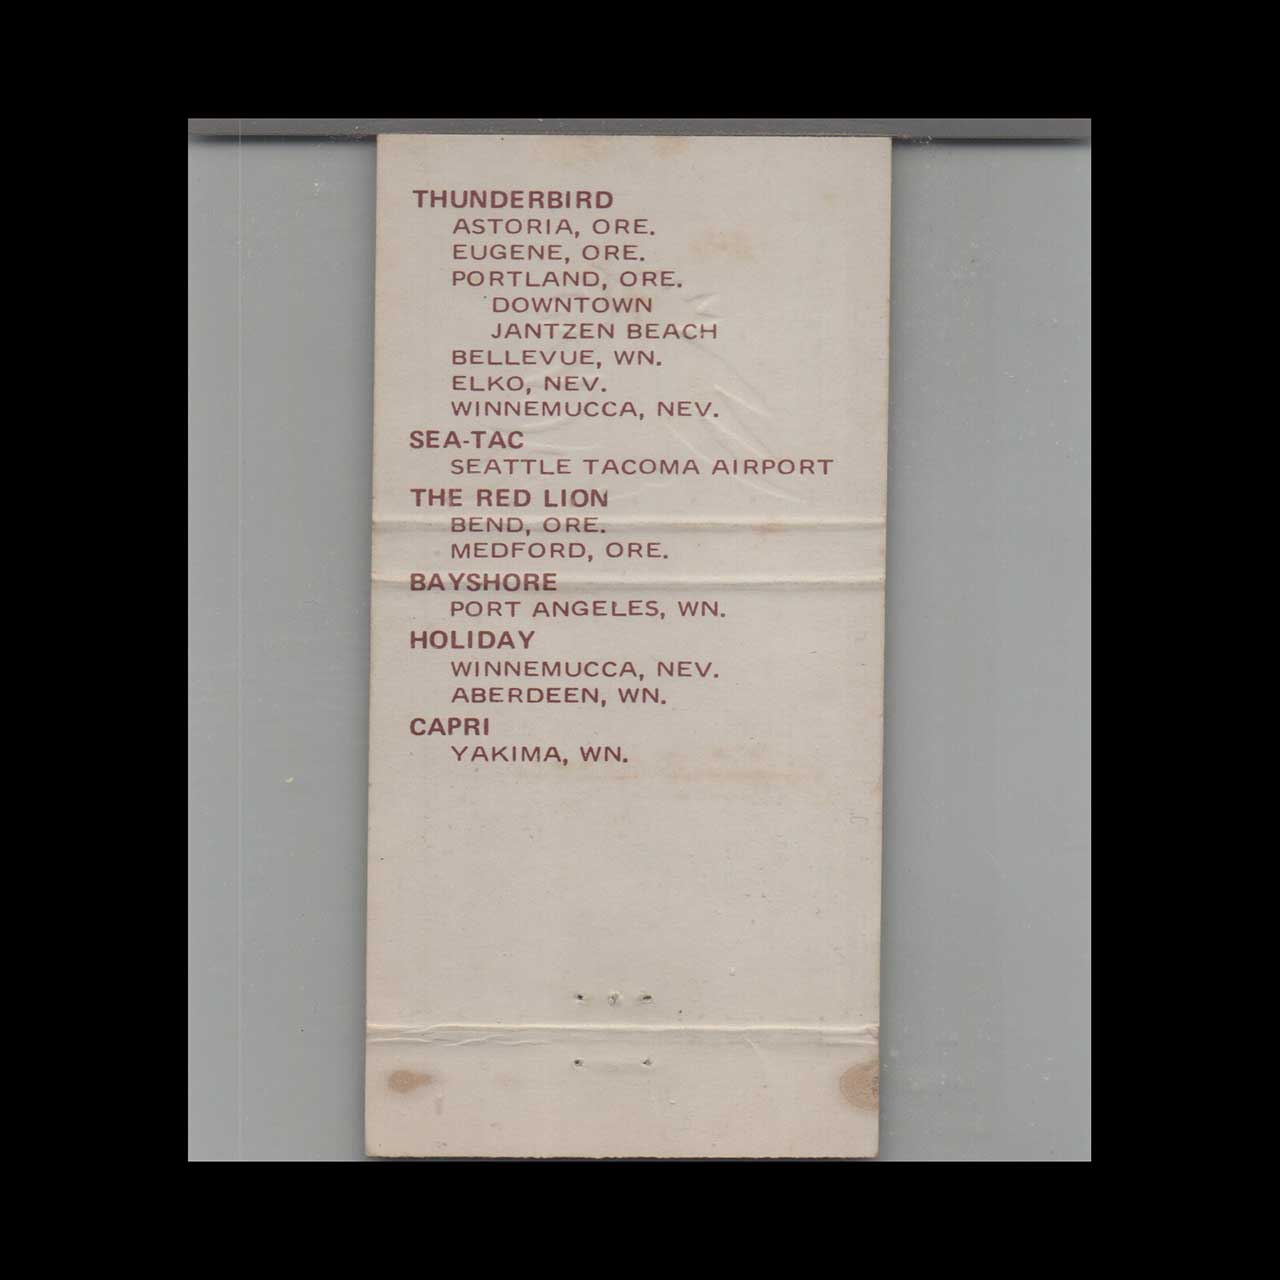 THUNDERBIRD
ASTORIA, ORE.
EUGENE, ORE.
PORTLAND, ORE.
DOWNTOWN
JANTZEN BEACH
BELLEVUE, WN.
ELKO, NEV.
WINNEMUCCA, NEV.
SEA-TAC
SEATTLE TACOMA AIRPORT
THE RED LION
BEND, ORE.
MEDFORD, ORE.
BAYSHORE
PORT ANGELES, WN.
HOLIDAY
WINNEMUCCA, NEV.
ABERDEEN, WN.
CAPRI
YAKIMA, WN.